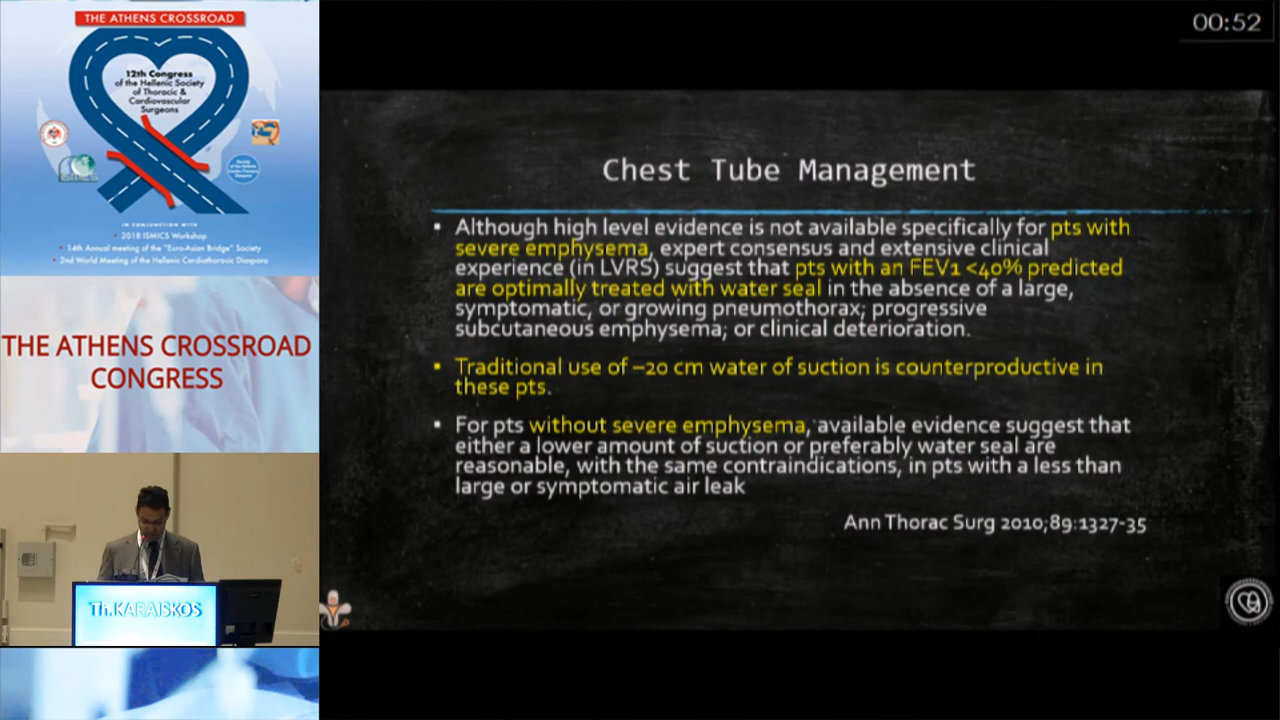 THE ATHENS CROSSROAD
12th Congress
of the Hellenic Society
of Thoracic &
Cardiovascular
Surgeons
ISMICS
IN CONJUNCTION WITH
• 2018 ISMICS Workshop
• 14th Annual meeting of the "Euro-Asian Bridge" Society
• 2nd World Meeting of the Hellenic Cardiothoracic Diaspora
THE ATHENS CROSSROAD
CONGRESS
Th.KARAISKOS
00:52
Chest Tube Management
▪ Although high level evidence is not available specifically for pts with
severe emphysema, expert consensus and extensive clinical
experience (in LVRS) suggest that pts with an FEV1 <40% predicted
are optimally treated with water seal in the absence of a large,
symptomatic, or growing pneumothorax; progressive
subcutaneous emphysema; or clinical deterioration.
▪ Traditional use of –20 cm water of suction is counterproductive in
these pts.
▪ For pts without severe emphysema, available evidence suggest that
either a lower amount of suction or preferably water seal are
reasonable, with the same contraindications, in pts with a less than
large or symptomatic air leak
Ann Thorac Surg 2010;89:1327-35